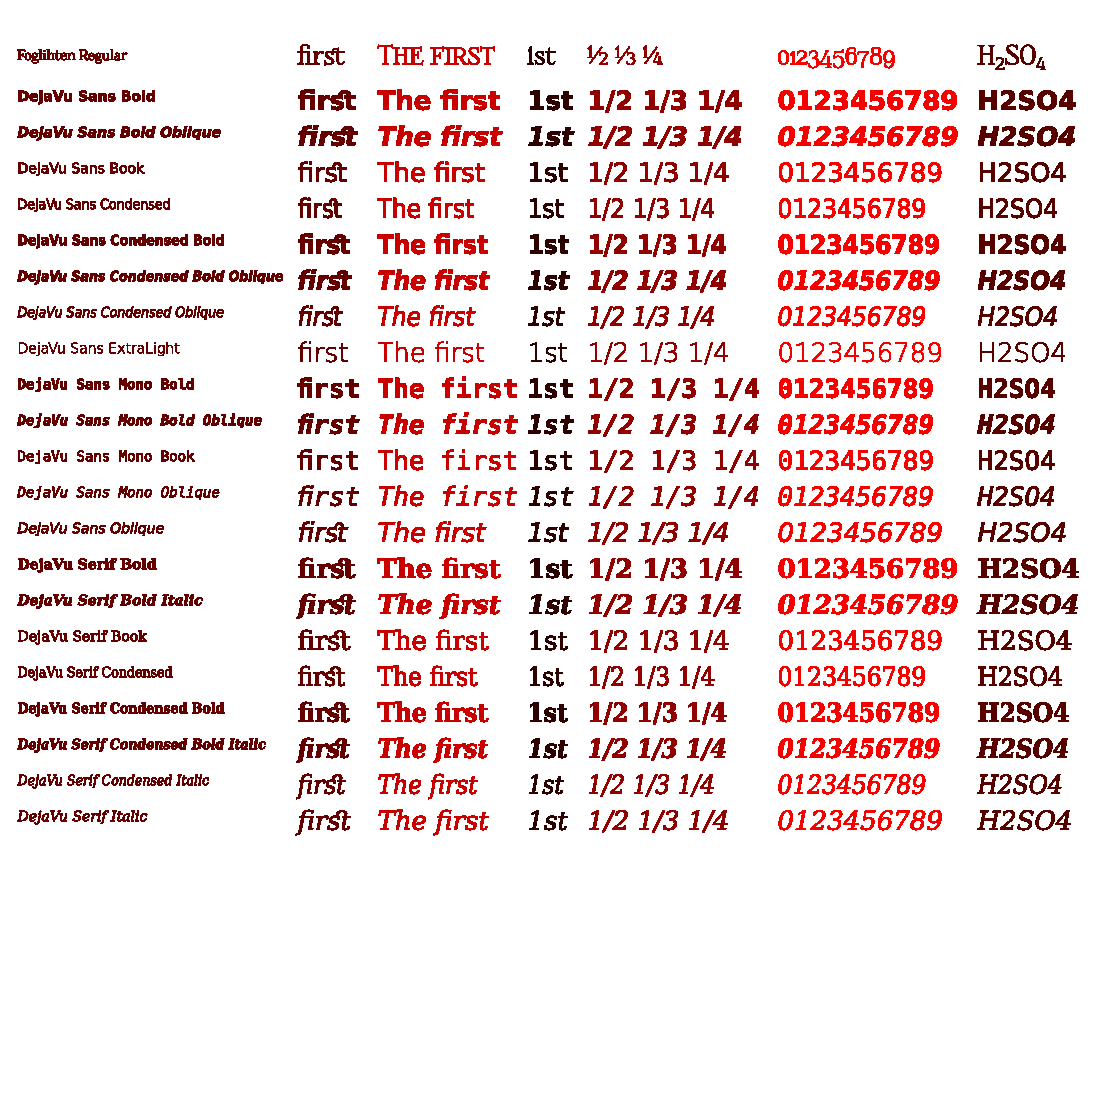 Foglihten Regular first THE FIRST 1st ½ ⅓ ¼ 0123456789 H₂SO₄
DejaVu Sans Bold first The first 1st 1/2 1/3 1/4 0123456789 H2SO4
DejaVu Sans Bold Oblique first The first 1st 1/2 1/3 1/4 0123456789 H2SO4
DejaVu Sans Book first The first 1st 1/2 1/3 1/4 0123456789 H2SO4
DejaVu Sans Condensed first The first 1st 1/2 1/3 1/4 0123456789 H2SO4
DejaVu Sans Condensed Bold first The first 1st 1/2 1/3 1/4 0123456789 H2SO4
DejaVu Sans Condensed Bold Oblique first The first 1st 1/2 1/3 1/4 0123456789 H2SO4
DejaVu Sans Condensed Oblique first The first 1st 1/2 1/3 1/4 0123456789 H2SO4
DejaVu Sans ExtraLight first The first 1st 1/2 1/3 1/4 0123456789 H2SO4
DejaVu Sans Mono Bold first The first 1st 1/2 1/3 1/4 0123456789 H2SO4
DejaVu Sans Mono Bold Oblique first The first 1st 1/2 1/3 1/4 0123456789 H2SO4
DejaVu Sans Mono Book first The first 1st 1/2 1/3 1/4 0123456789 H2SO4
DejaVu Sans Mono Oblique first The first 1st 1/2 1/3 1/4 0123456789 H2SO4
DejaVu Sans Oblique first The first 1st 1/2 1/3 1/4 0123456789 H2SO4
DejaVu Serif Bold first The first 1st 1/2 1/3 1/4 0123456789 H2SO4
DejaVu Serif Bold Italic first The first 1st 1/2 1/3 1/4 0123456789 H2SO4
DejaVu Serif Book first The first 1st 1/2 1/3 1/4 0123456789 H2SO4
DejaVu Serif Condensed first The first 1st 1/2 1/3 1/4 0123456789 H2SO4
DejaVu Serif Condensed Bold first The first 1st 1/2 1/3 1/4 0123456789 H2SO4
DejaVu Serif Condensed Bold Italic first The first 1st 1/2 1/3 1/4 0123456789 H2SO4
DejaVu Serif Condensed Italic first The first 1st 1/2 1/3 1/4 0123456789 H2SO4
DejaVu Serif Italic first The first 1st 1/2 1/3 1/4 0123456789 H2SO4